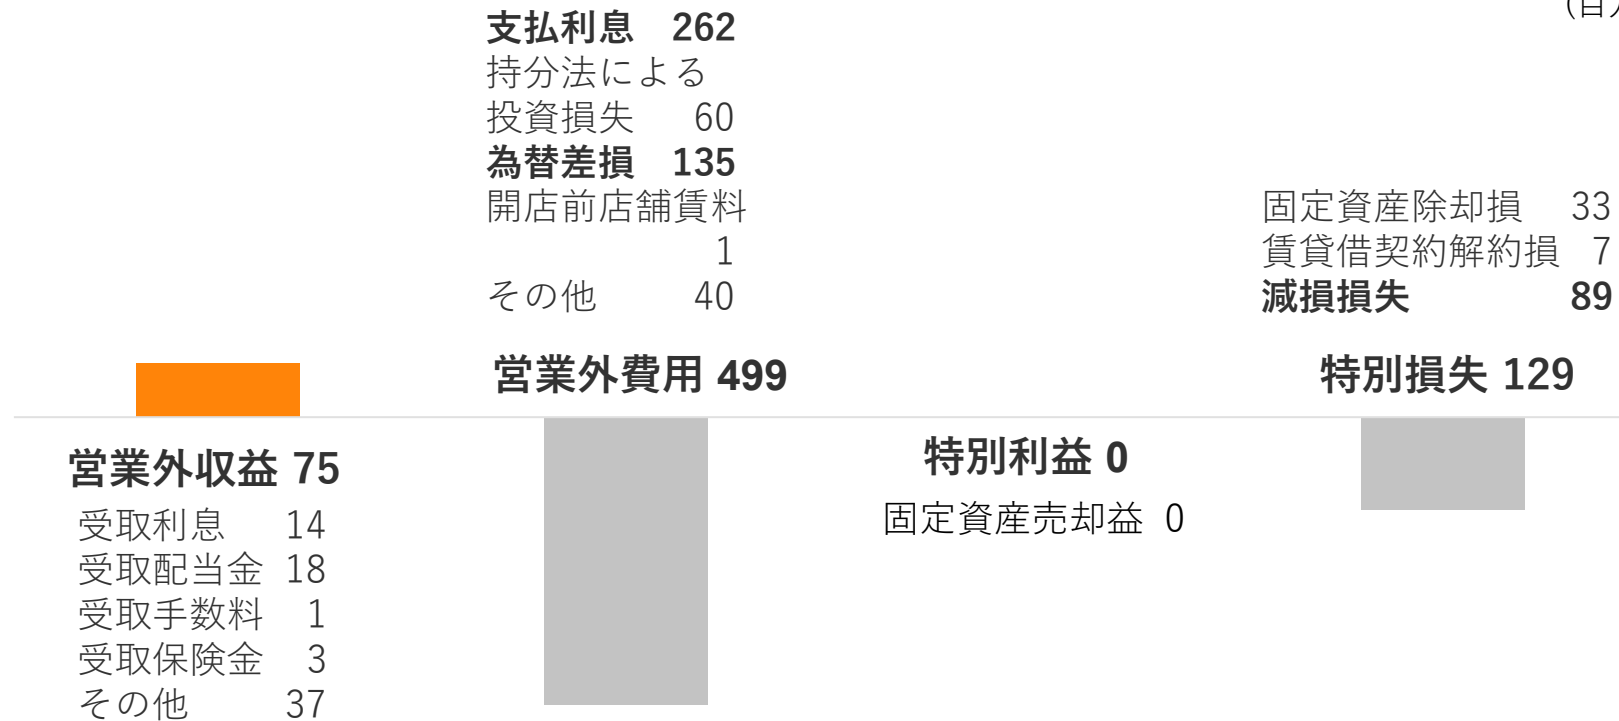 支払利息 262
持分法による
投資損失 60
為替差損 135
開店前店舗賃料
1
その他 40
営業外費用 499
営業外収益 75
受取利息 14
受取配当金 18
受取手数料 1
受取保険金 3
その他 37
特別利益 0
固定資産売却益 0
固定資産除却損 33
賃貸借契約解約損 7
減損損失 89
特別損失 129